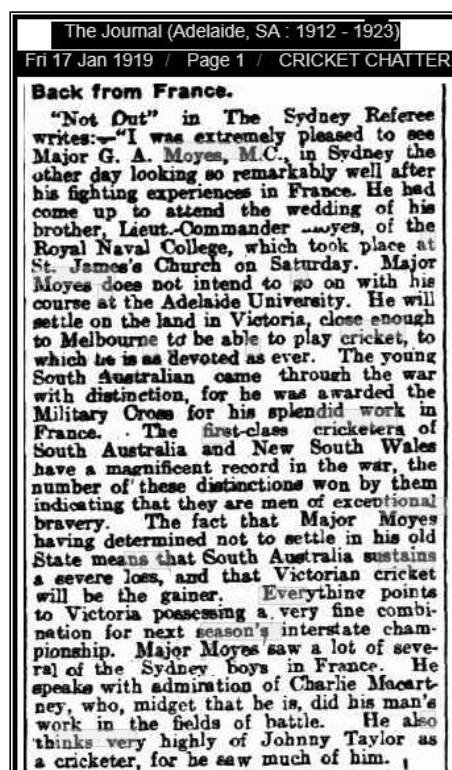 The Journal (Adelaide, SA : 1912 - 1923)
Fri 17 Jan 1919 / Page 1 / CRICKET CHATTER
Back from France.
"Not Out" in The Sydney Referee
writes:—"I was extremely pleased to see
Major G. A. Moyes, M.C., in Sydney the
other day looking so remarkably well after
his fighting experiences in France. He had
come up to attend the wedding of his
brother, Lieut.-Commander ...oyes, of the
Royal Naval College, which took place at
St. James's Church on Saturday. Major
Moyes does not intend to go on with his
course at the Adelaide University. He will
settle on the land in Victoria, close enough
to Melbourne to be able to play cricket, to
which he is as devoted as ever. The young
South Australian came through the war
with distinction, for he was awarded the
Military Cross for his splendid work in
France. The first-class cricketers of
South Australia and New South Wales
have a magnificent record in the war, the
number of these distinctions won by them
indicating that they are men of exceptional
bravery. The fact that Major Moyes
having determined not to settle in his old
State means that South Australia sustains
a severe loss, and that Victorian cricket
will be the gainer. Everything points
to Victoria possessing a very fine combi-
nation for next season's interstate cham-
pionship. Major Moyes saw a lot of seve-
ral of the Sydney boys in France. He
speaks with admiration of Charlie Macart-
ney, who, midget that he is, did his man's
work in the fields of battle. He also
thinks very highly of Johnny Taylor as
a cricketer, for he saw much of him.